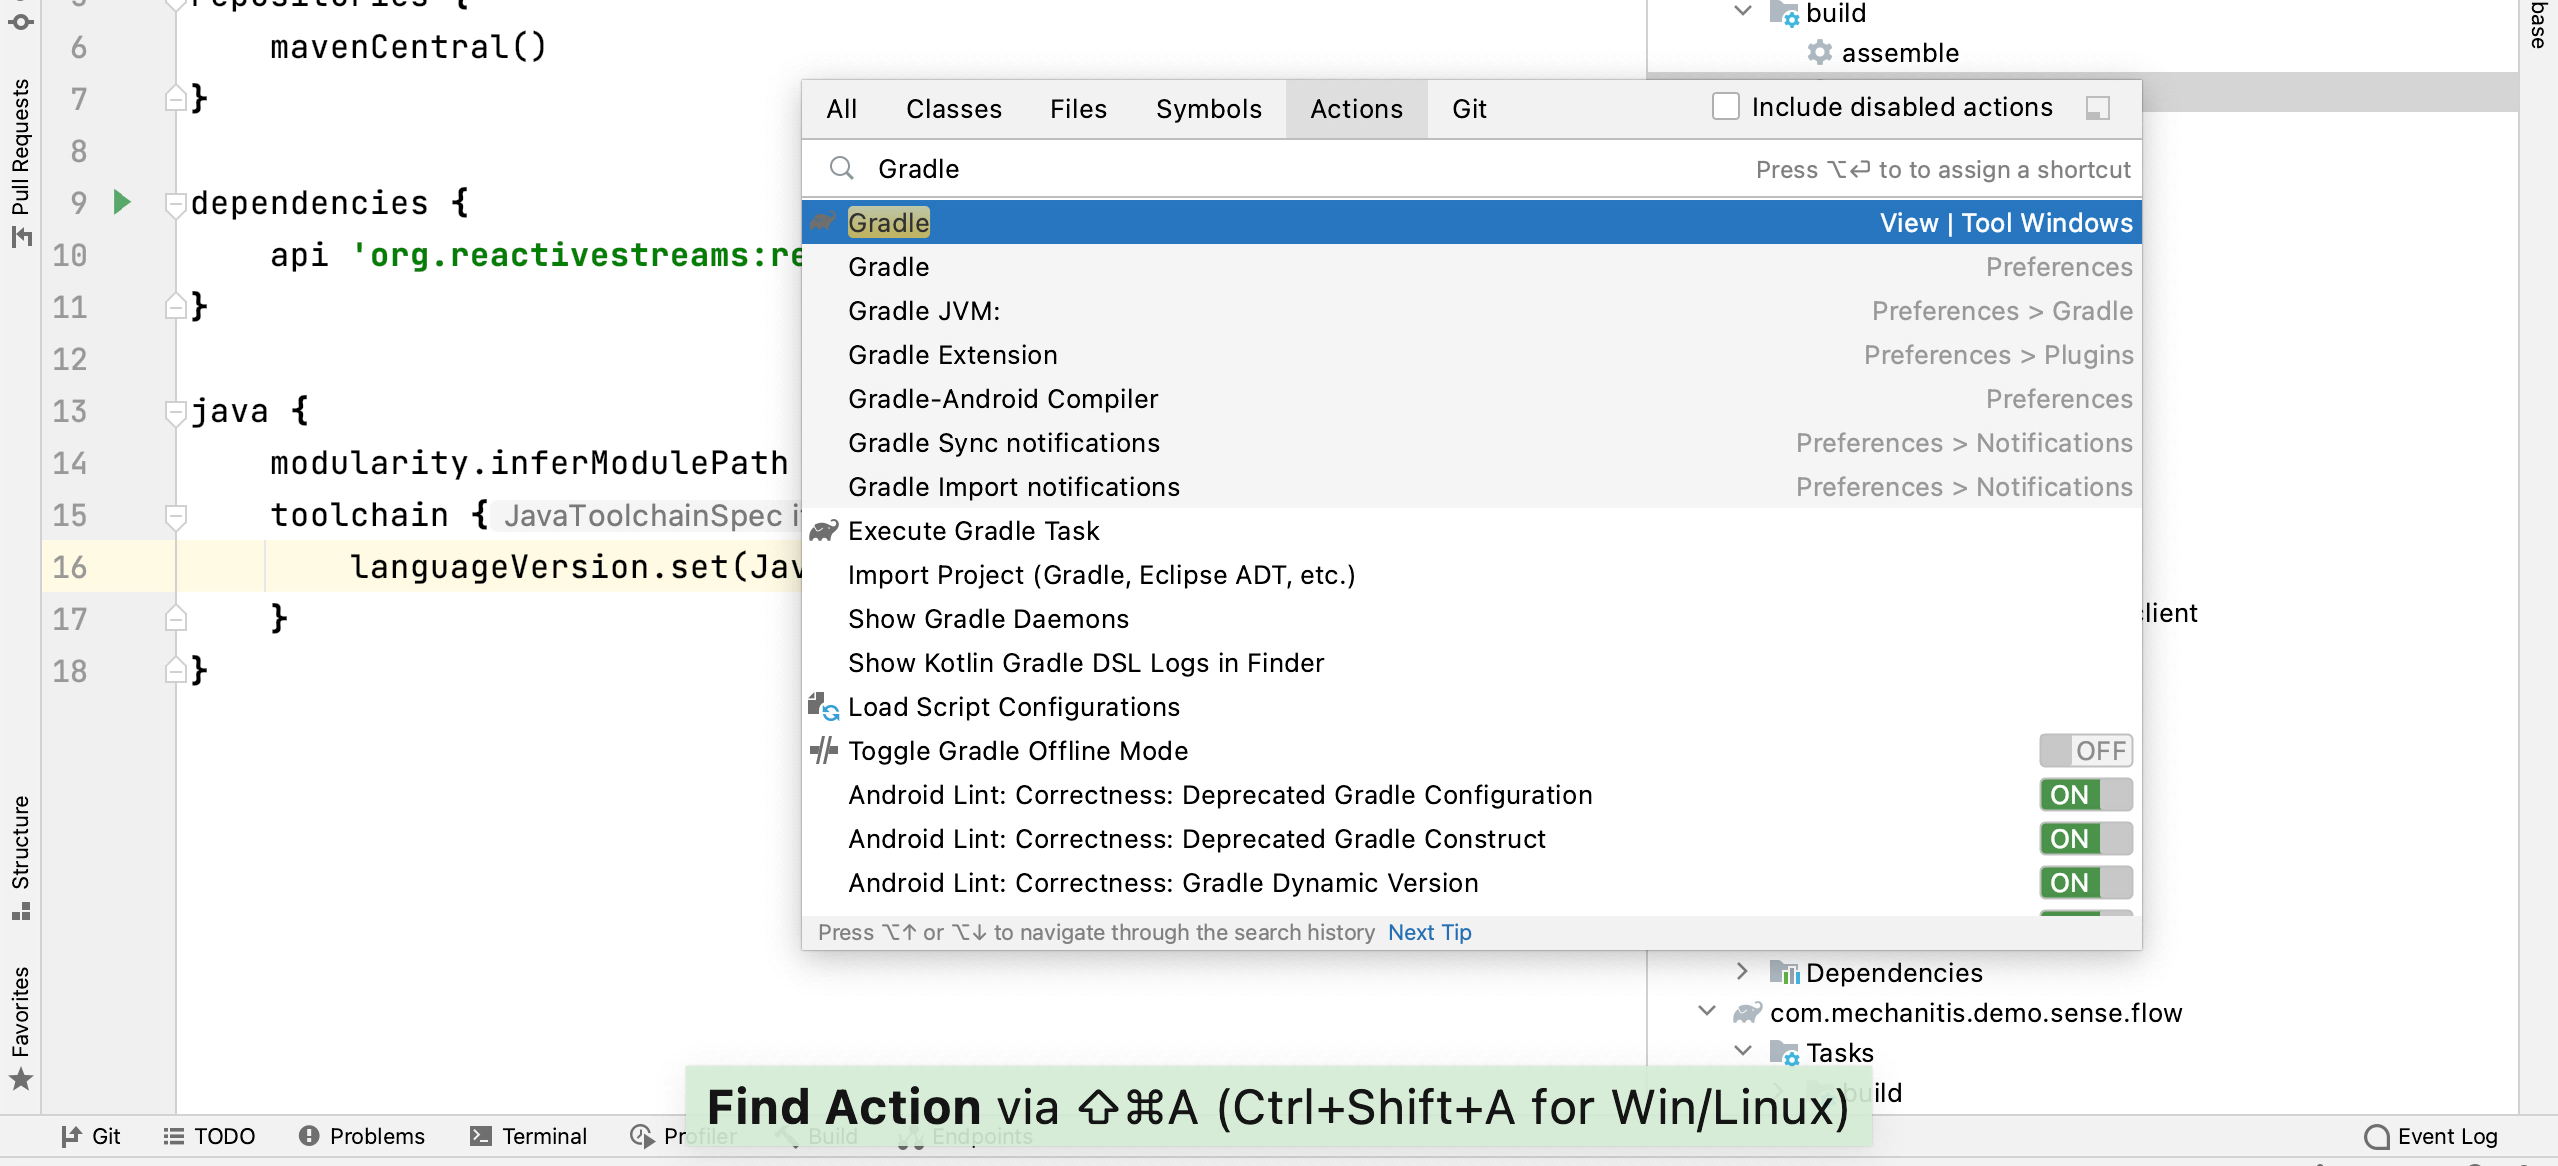 repositories {
6 mavenCentral()
7 }
8
9 dependencies {
10 api 'org.reactivestreams:re
11 }
12
13 java {
14 modularity.inferModulePath
15 toolchain { JavaToolchainSpec it
16 languageVersion.set(Jav
17 }
18 }
Pull Requests
Structure
Favorites
All Classes Files Symbols Actions Git Include disabled actions
Gradle Press ⌥⏎ to to assign a shortcut
Gradle View | Tool Windows
Gradle Preferences
Gradle JVM: Preferences > Gradle
Gradle Extension Preferences > Plugins
Gradle-Android Compiler Preferences
Gradle Sync notifications Preferences > Notifications
Gradle Import notifications Preferences > Notifications
Execute Gradle Task
Import Project (Gradle, Eclipse ADT, etc.)
Show Gradle Daemons
Show Kotlin Gradle DSL Logs in Finder
Load Script Configurations
Toggle Gradle Offline Mode OFF
Android Lint: Correctness: Deprecated Gradle Configuration ON
Android Lint: Correctness: Deprecated Gradle Construct ON
Android Lint: Correctness: Gradle Dynamic Version ON
Press ⌥↑ or ⌥↓ to navigate through the search history Next Tip
build
assemble
client
Dependencies
com.mechanitis.demo.sense.flow
Tasks
build
base
Find Action via ⇧⌘A (Ctrl+Shift+A for Win/Linux)
Git TODO Problems Terminal Profiler Build Endpoints Event Log